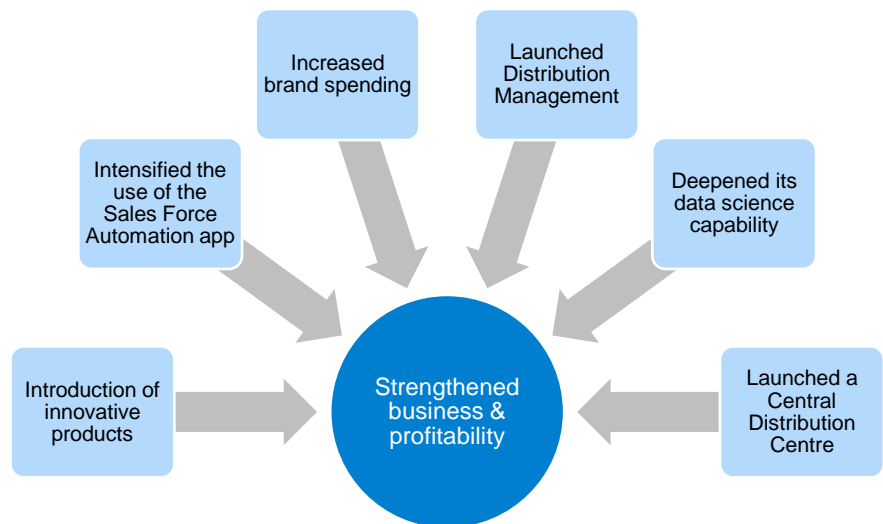 Increased
brand spending
Launched
Distribution
Management
Intensified the
use of the
Sales Force
Automation app
Deepened its
data science
capability
Introduction of
innovative
products
Strengthened
business &
profitability
Launched a
Central
Distribution
Centre